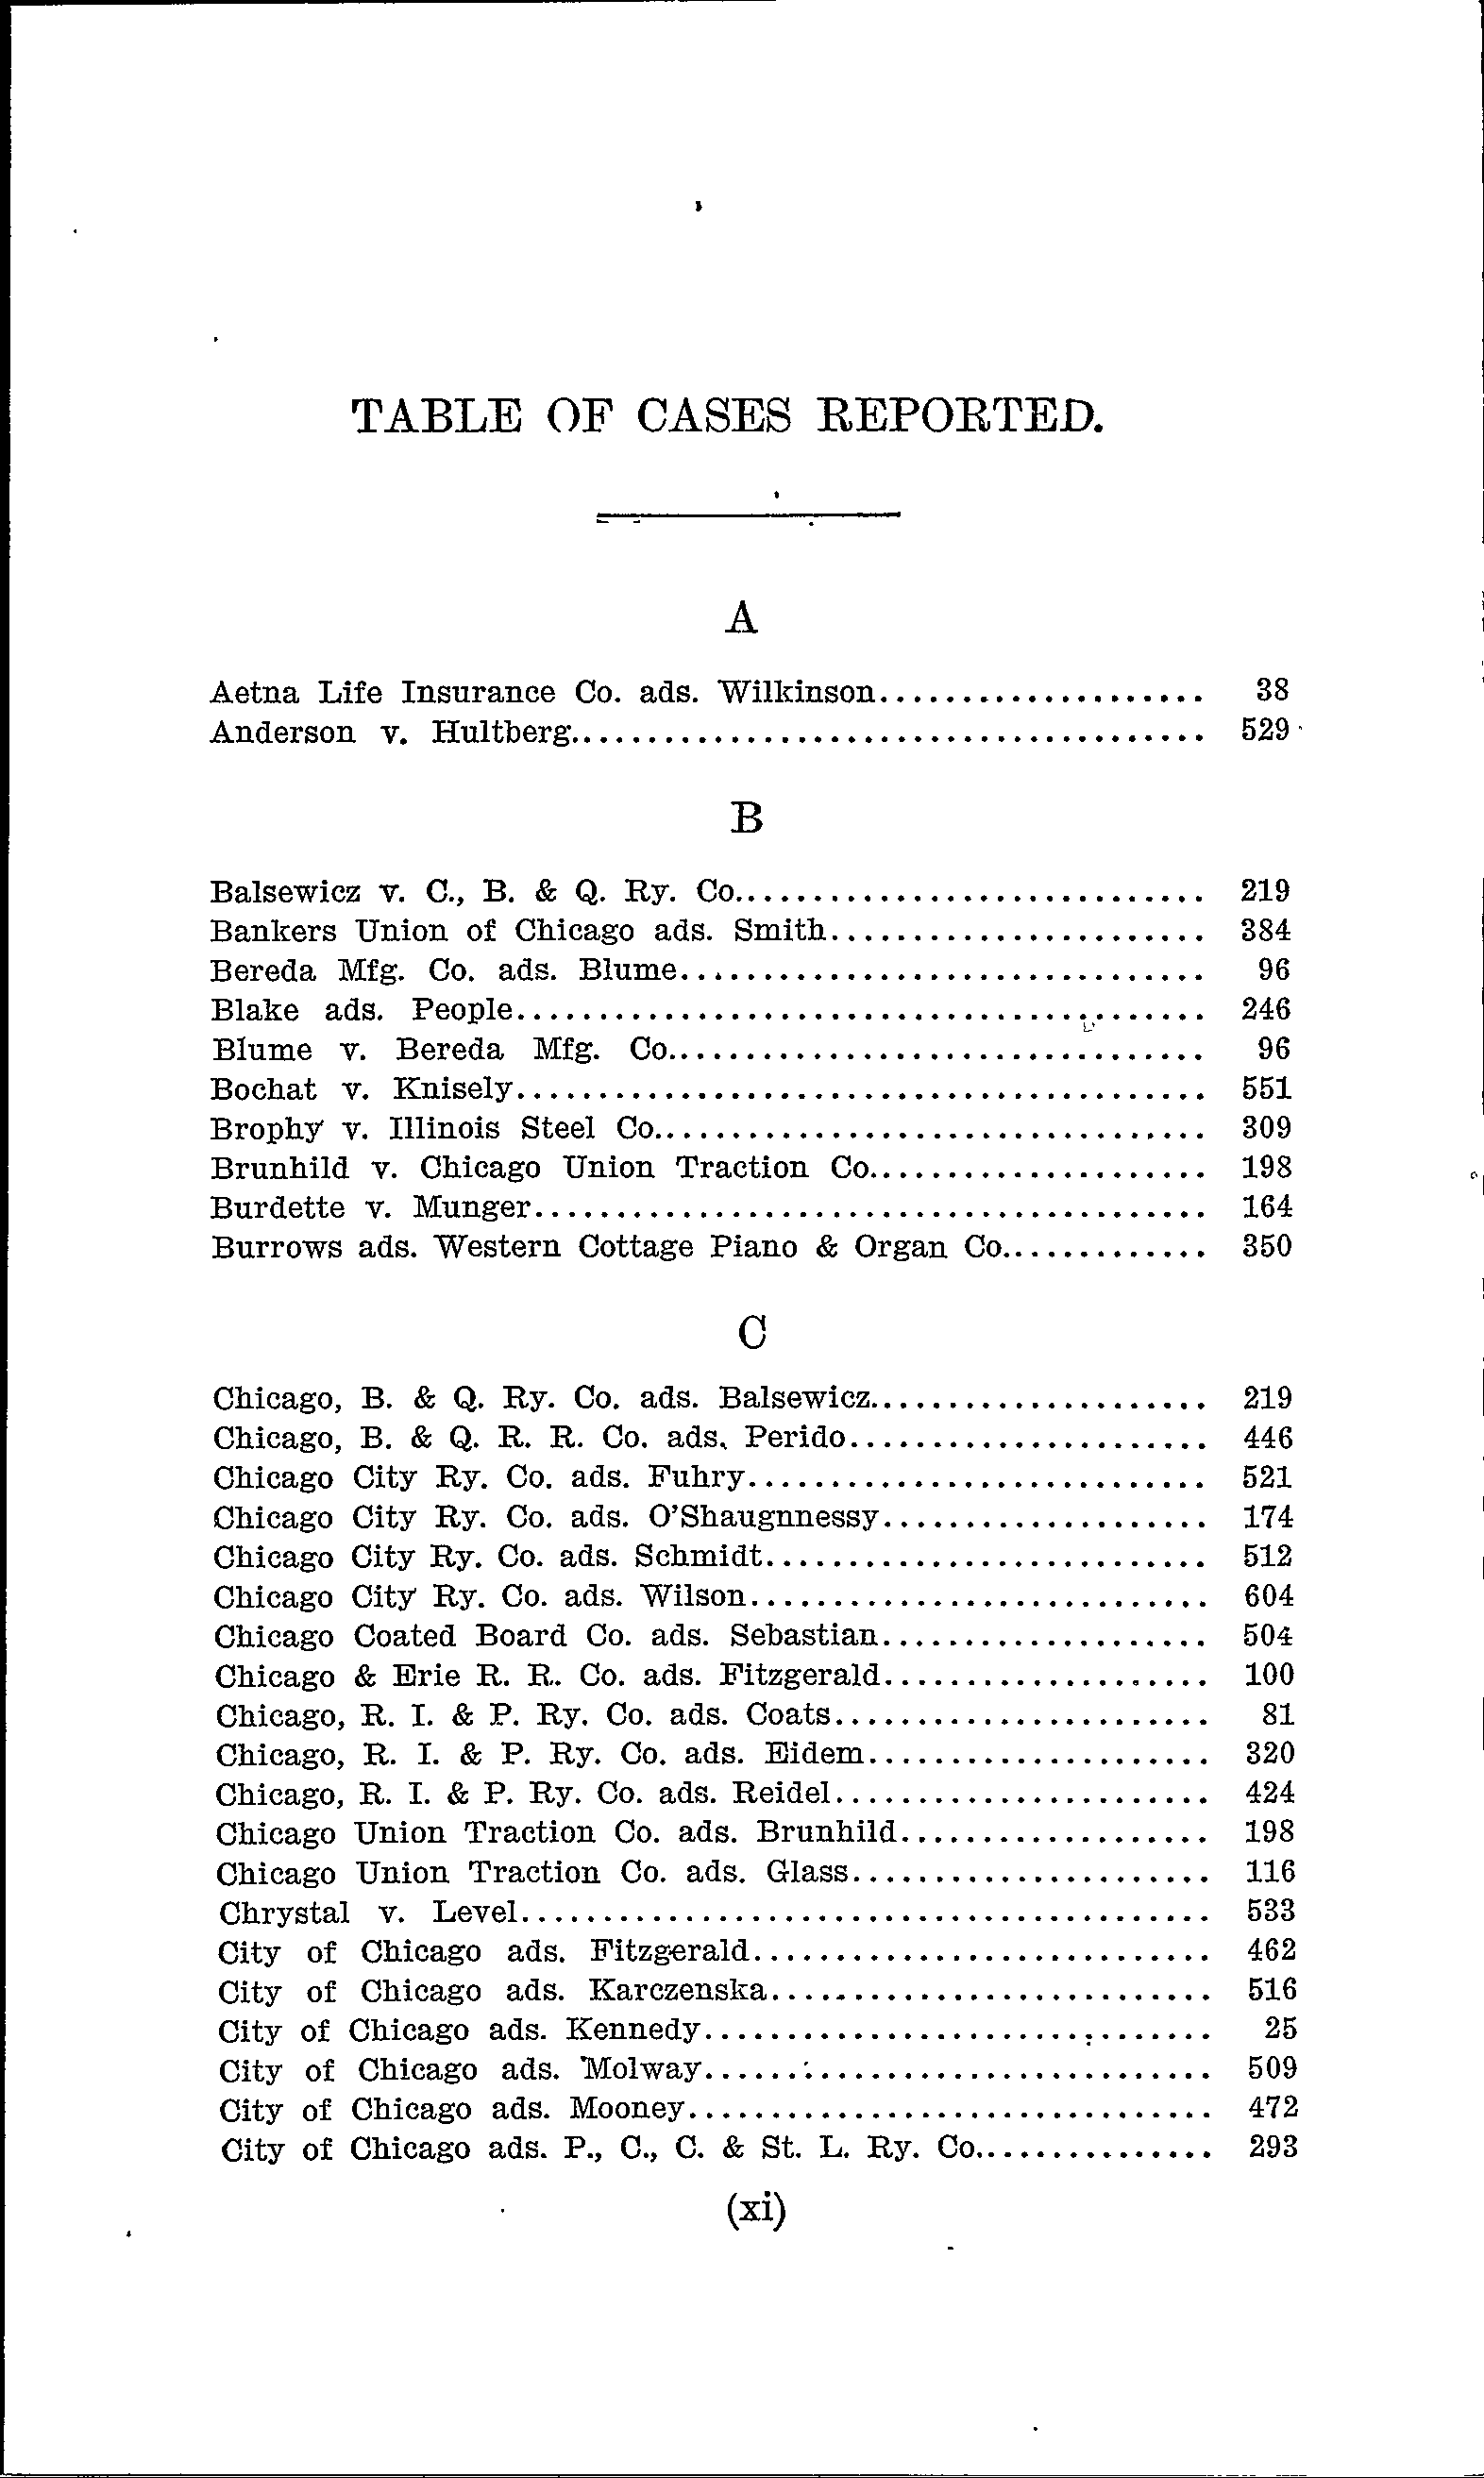 TABLE OF CASES REPORTED.
A
Aetna Life Insurance Co. ads. Wilkinson.................... 38
Anderson v. Hultberg....................................... 529
B
Balsewicz v. C., B. & Q. Ry. Co............................. 219
Bankers Union of Chicago ads. Smith....................... 384
Bereda Mfg. Co. ads. Blume................................ 96
Blake ads. People.......................................... 246
Blume v. Bereda Mfg. Co................................. 96
Bochat v. Knisely.......................................... 551
Brophy v. Illinois Steel Co.................................. 309
Brunhild v. Chicago Union Traction Co..................... 198
Burdette v. Munger......................................... 164
Burrows ads. Western Cottage Piano & Organ Co............. 350
C
Chicago, B. & Q. Ry. Co. ads. Balsewicz..................... 219
Chicago, B. & Q. R. R. Co. ads. Perido...................... 446
Chicago City Ry. Co. ads. Fuhry............................ 521
Chicago City Ry. Co. ads. O'Shaugnnessy.................... 174
Chicago City Ry. Co. ads. Schmidt........................... 512
Chicago City Ry. Co. ads. Wilson............................ 604
Chicago Coated Board Co. ads. Sebastian.................... 504
Chicago & Erie R. R. Co. ads. Fitzgerald.................... 100
Chicago, R. I. & P. Ry. Co. ads. Coats....................... 81
Chicago, R. I. & P. Ry. Co. ads. Eidem..................... 320
Chicago, R. I. & P. Ry. Co. ads. Reidel....................... 424
Chicago Union Traction Co. ads. Brunhild................... 198
Chicago Union Traction Co. ads. Glass...................... 116
Chrystal v. Level.......................................... 533
City of Chicago ads. Fitzgerald............................ 462
City of Chicago ads. Karczenska........................... 516
City of Chicago ads. Kennedy............................... 25
City of Chicago ads. Molway............................... 509
City of Chicago ads. Mooney................................ 472
City of Chicago ads. P., C., C. & St. L. Ry. Co............... 293
(xi)